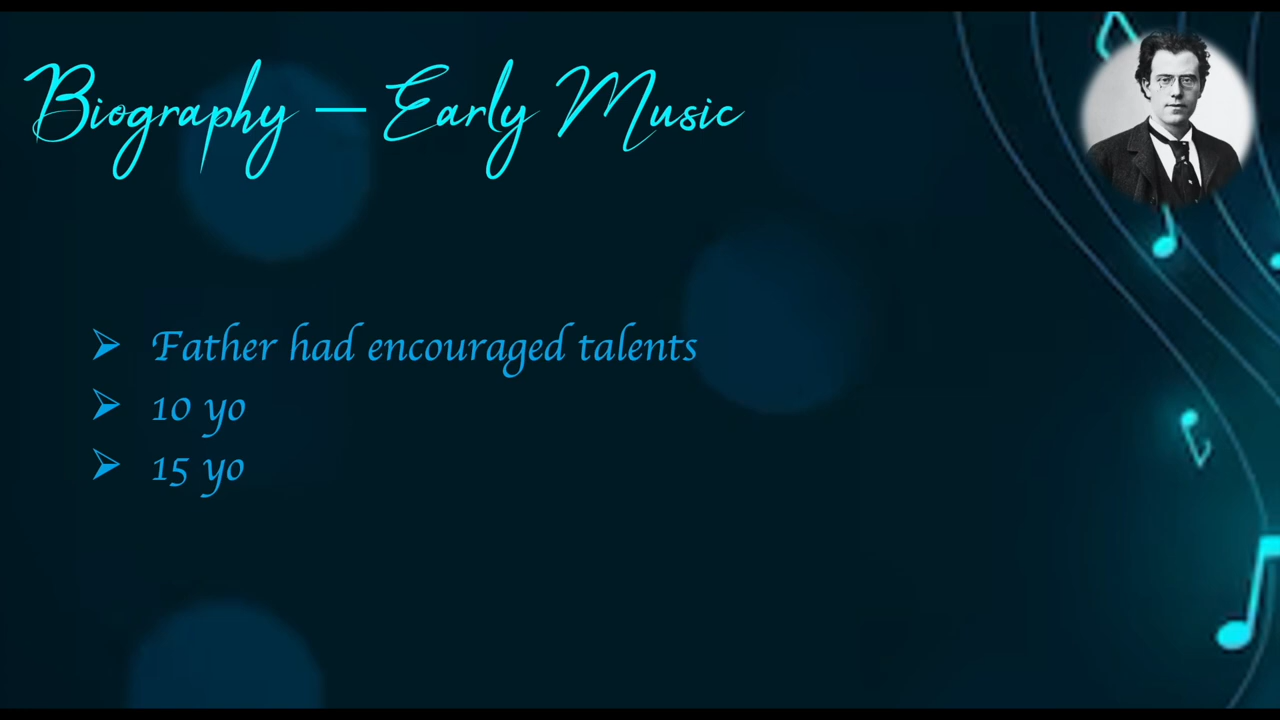 Biography — Early Music
Father had encouraged talents
10 yo
15 yo